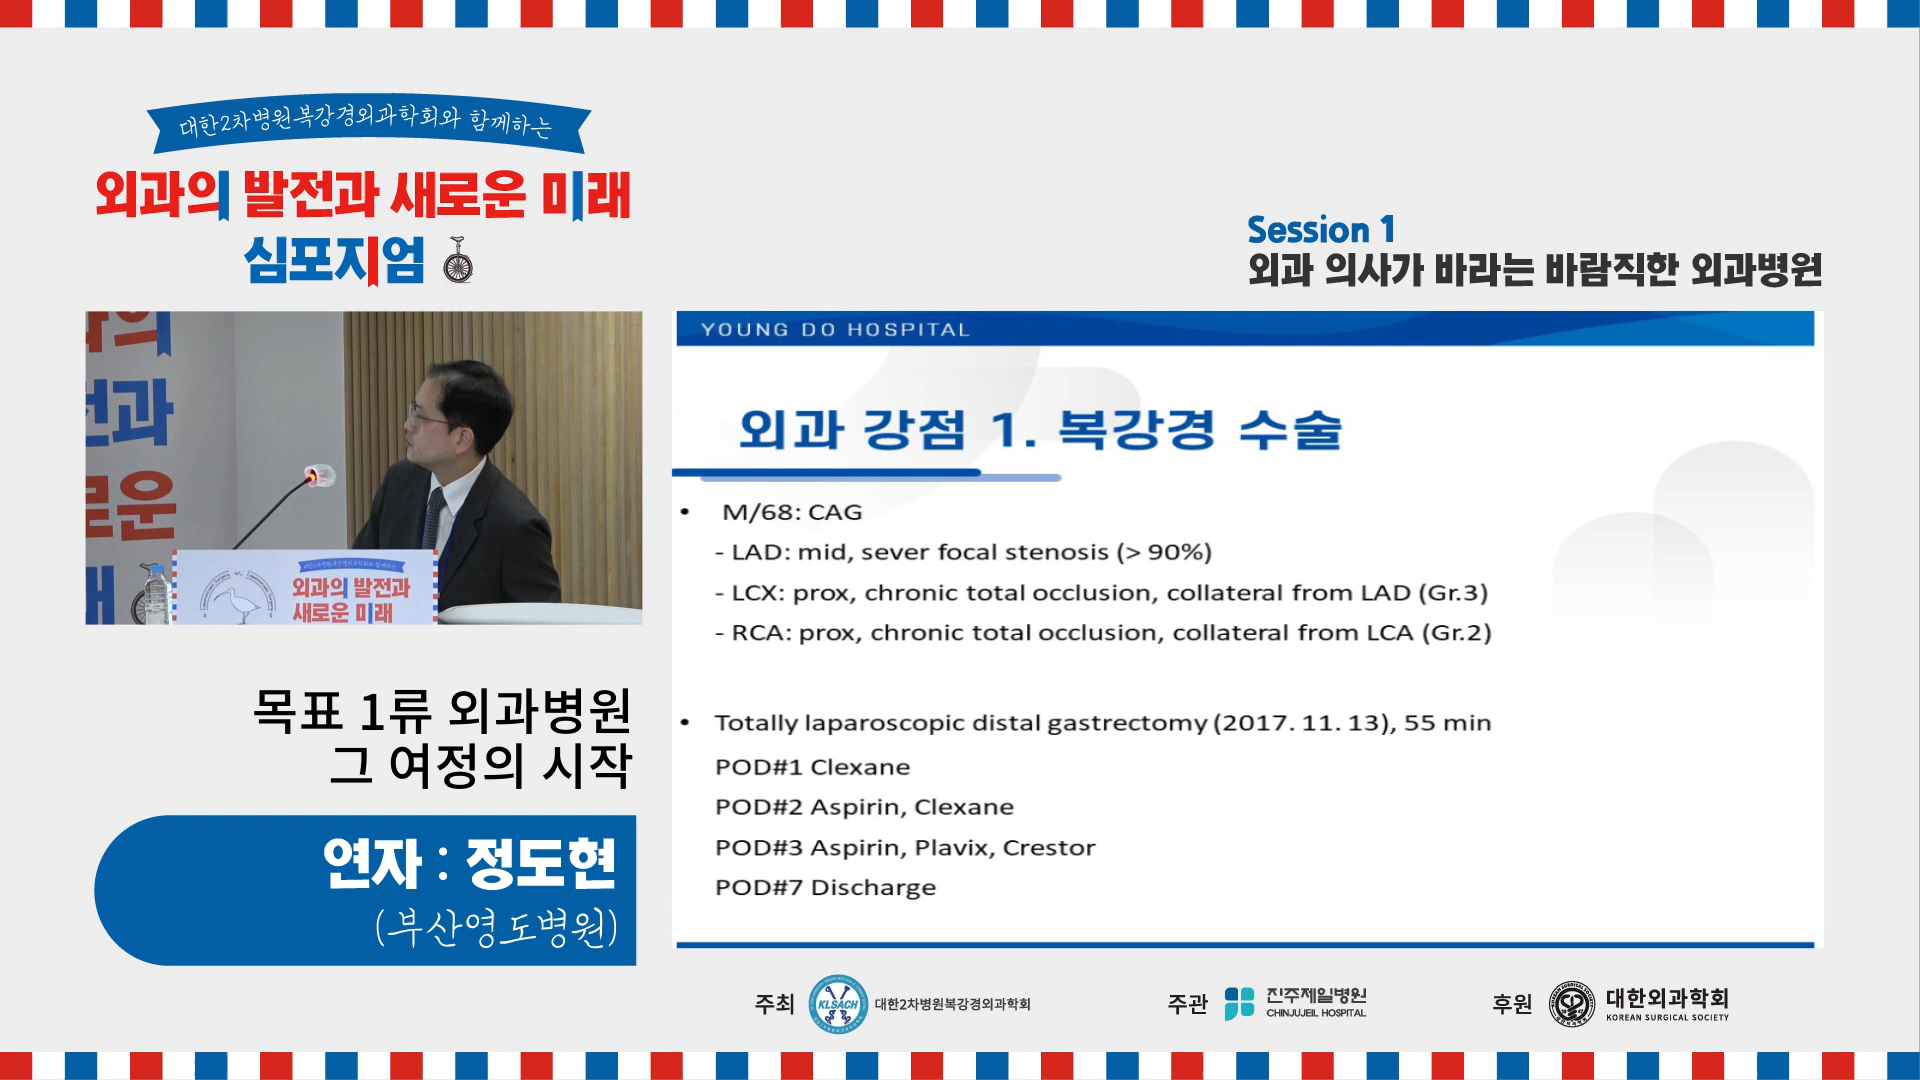 대한2차병원복강경외과학회와 함께하는
외과의 발전과 새로운 미래
심포지엄
Session 1
외과 의사가 바라는 바람직한 외과병원
YOUNG DO HOSPITAL
외과 강점 1. 복강경 수술
• M/68: CAG
- LAD: mid, sever focal stenosis (> 90%)
- LCX: prox, chronic total occlusion, collateral from LAD (Gr.3)
- RCA: prox, chronic total occlusion, collateral from LCA (Gr.2)
• Totally laparoscopic distal gastrectomy (2017. 11. 13), 55 min
POD#1 Clexane
POD#2 Aspirin, Clexane
POD#3 Aspirin, Plavix, Crestor
POD#7 Discharge
외과의 발전과
새로운 미래
목표 1류 외과병원
그 여정의 시작
연자 : 정도현
(부산영도병원)
주최
KLSACH
대한2차병원복강경외과학회
주관
진주제일병원
CHINJUJEIL HOSPITAL
후원
대한외과학회
KOREAN SURGICAL SOCIETY